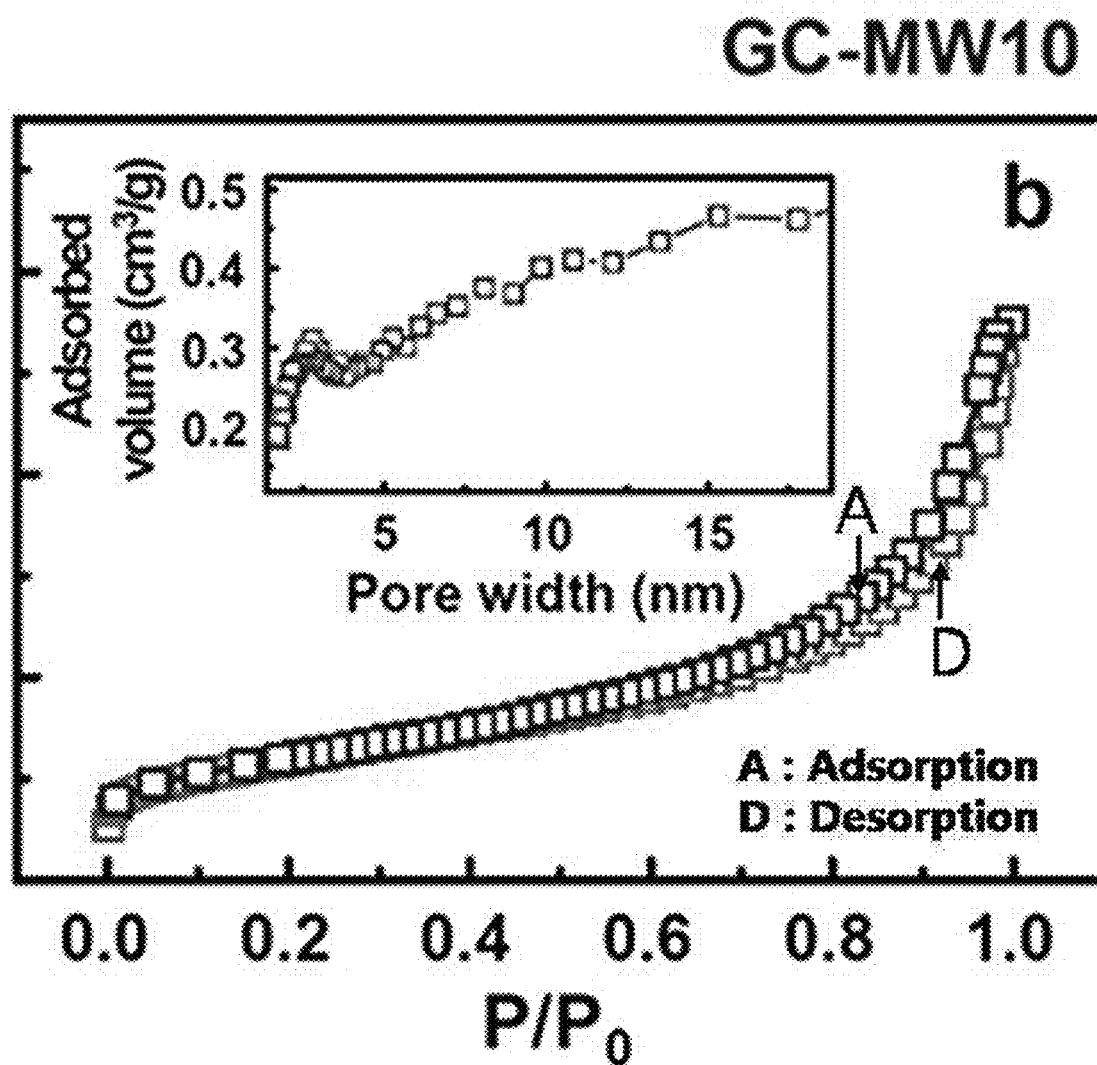 GC-MW10
b
Adsorbed
volume (cm³/g)
0.5
0.4
0.3
0.2
5 10 15
Pore width (nm)
A
D
A : Adsorption
D : Desorption
0.0 0.2 0.4 0.6 0.8 1.0
P/P₀